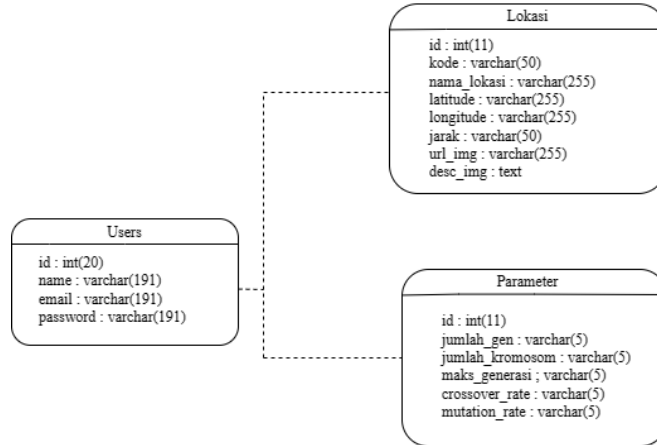 Lokasi
id : int(11)
kode : varchar(50)
nama_lokasi : varchar(255)
latitude : varchar(255)
longitude : varchar(255)
jarak : varchar(50)
url_img : varchar(255)
desc_img : text
Users
id : int(20)
name : varchar(191)
email : varchar(191)
password : varchar(191)
Parameter
id : int(11)
jumlah_gen : varchar(5)
jumlah_kromosom : varchar(5)
maks_generasi ; varchar(5)
crossover_rate : varchar(5)
mutation_rate : varchar(5)